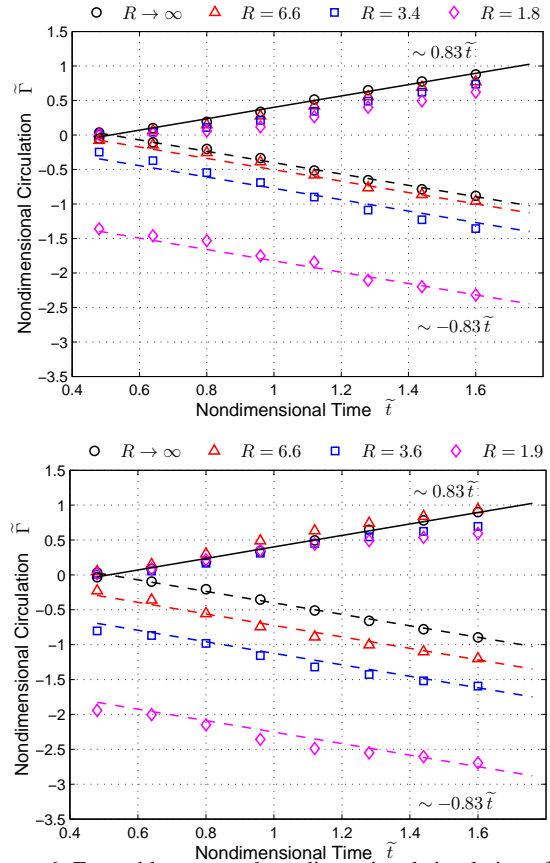 R → ∞ R = 6.6 R = 3.4 R = 1.8
1.5
1
0.5
0
−0.5
−1
−1.5
−2
−2.5
−3
−3.5
Nondimensional Circulation Γ̃
∼ 0.83 t̃
∼ −0.83 t̃
0.4 0.6 0.8 1 1.2 1.4 1.6
Nondimensional Time t̃
R → ∞ R = 6.6 R = 3.6 R = 1.9
1.5
1
0.5
0
−0.5
−1
−1.5
−2
−2.5
−3
−3.5
Nondimensional Circulation Γ̃
∼ 0.83 t̃
∼ −0.83 t̃
0.4 0.6 0.8 1 1.2 1.4 1.6
Nondimensional Time t̃